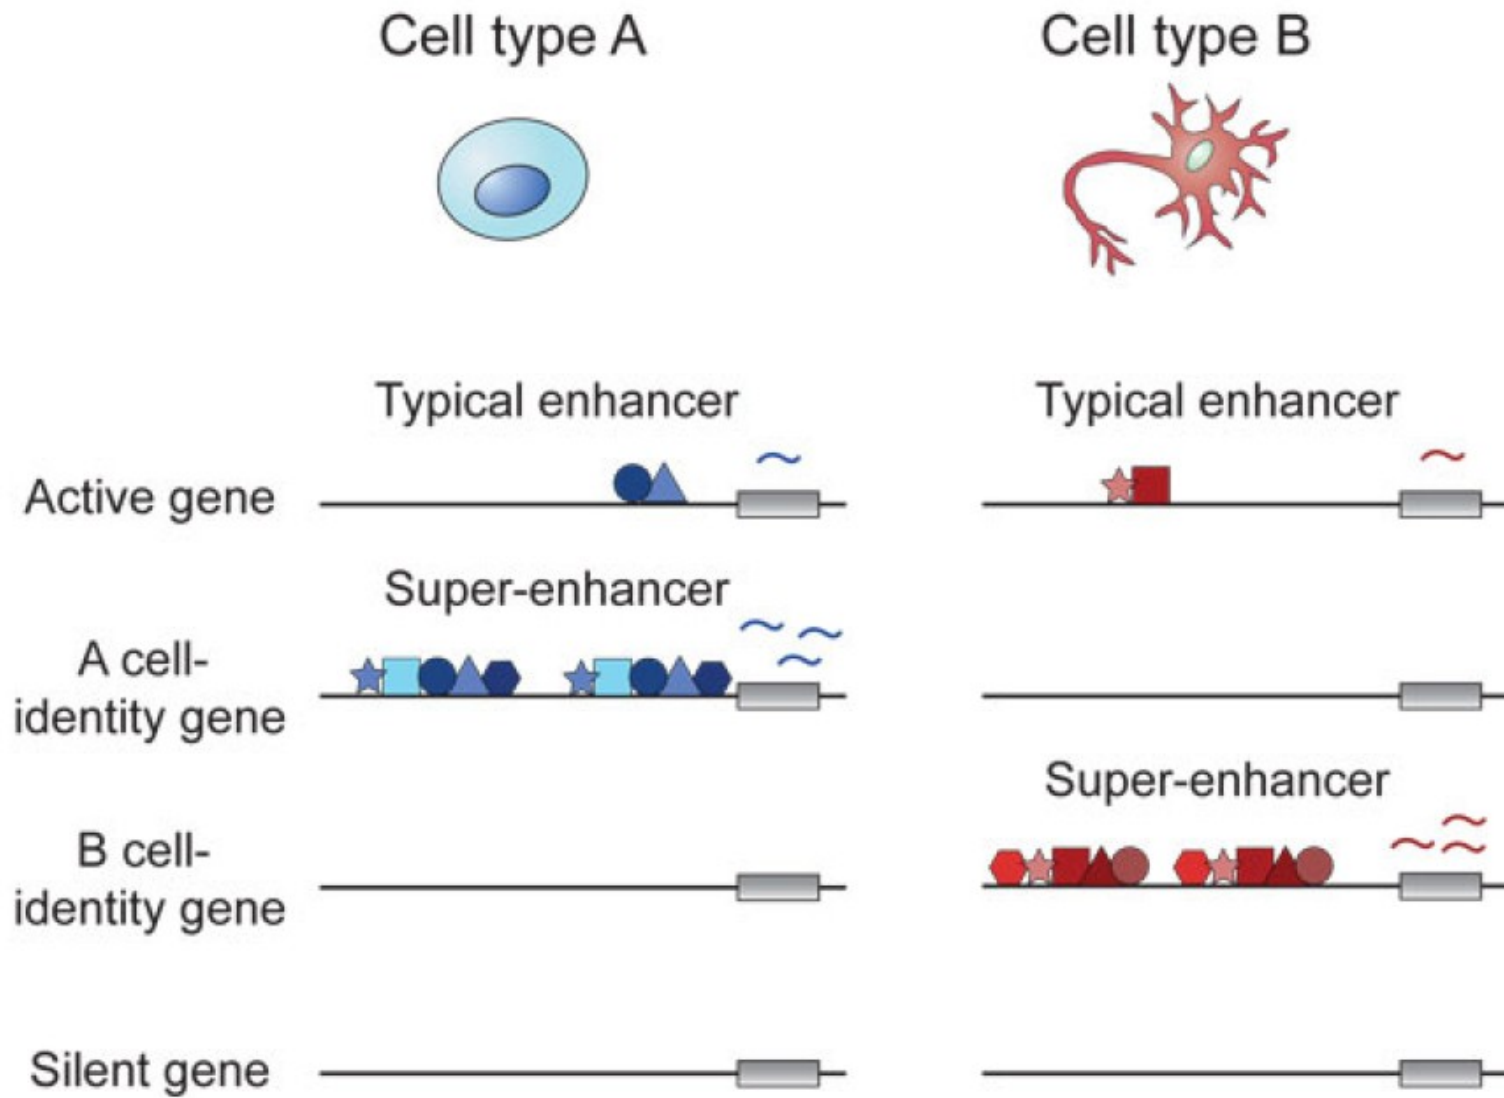 Cell type A
Cell type B
Typical enhancer
Typical enhancer
Active gene
Super-enhancer
A cell-
identity gene
Super-enhancer
B cell-
identity gene
Silent gene